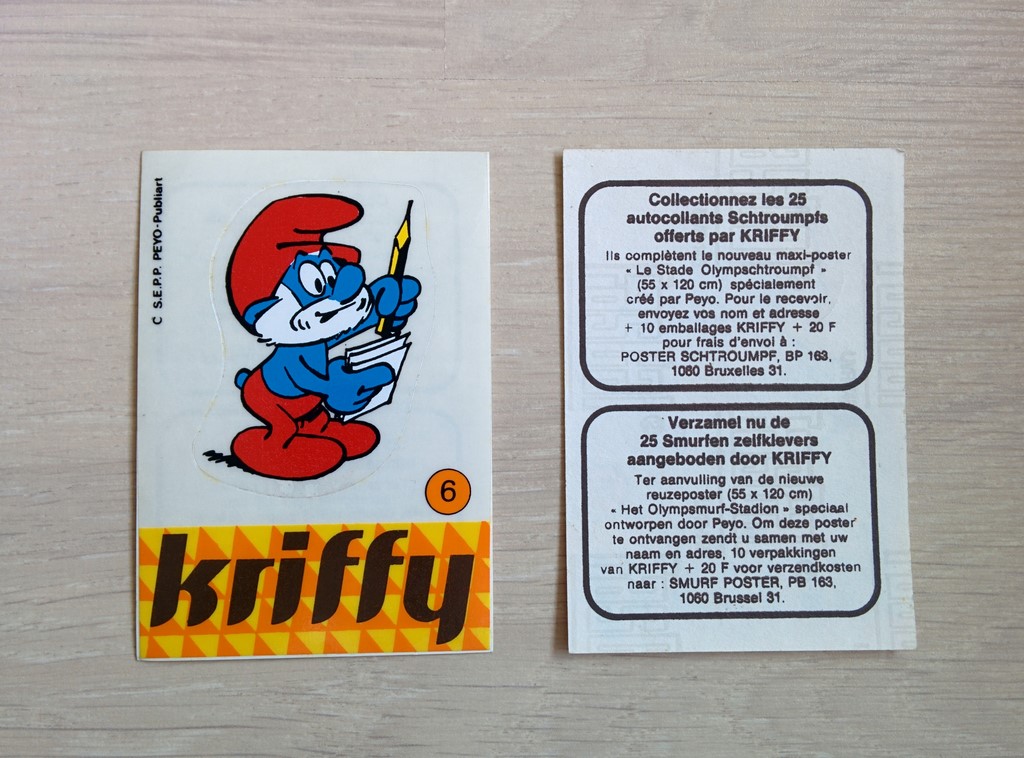 C S.E.P.P. PEYO-Publiart
6
kriffy
Collectionnez les 25
autocollants Schtroumpfs
offerts par KRIFFY
Ils complètent le nouveau maxi-poster
« Le Stade Olympschtroumpf »
(55 x 120 cm) spécialement
créé par Peyo. Pour le recevoir,
envoyez vos nom et adresse
+ 10 emballages KRIFFY + 20 F
pour frais d'envoi à :
POSTER SCHTROUMPF, BP 163,
1060 Bruxelles 31.
Verzamel nu de
25 Smurfen zelfklevers
aangeboden door KRIFFY
Ter aanvulling van de nieuwe
reuzeposter (55 x 120 cm)
« Het Olympsmurf-Stadion » speciaal
ontworpen door Peyo. Om deze poster
te ontvangen zendt u samen met uw
naam en adres, 10 verpakkingen
van KRIFFY + 20 F voor verzendkosten
naar : SMURF POSTER, PB 163,
1060 Brussel 31.